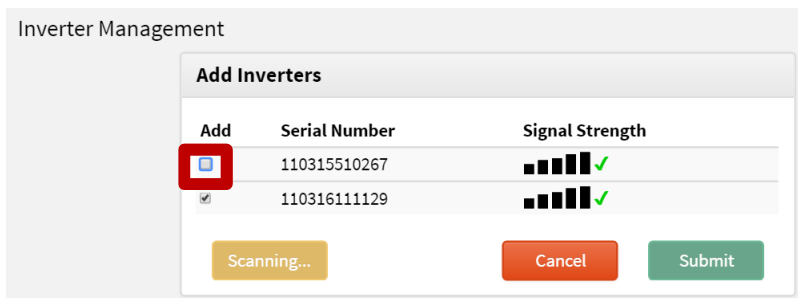 Inverter Management
Add Inverters
Add Serial Number Signal Strength
110315510267
110316111129
Scanning... Cancel Submit